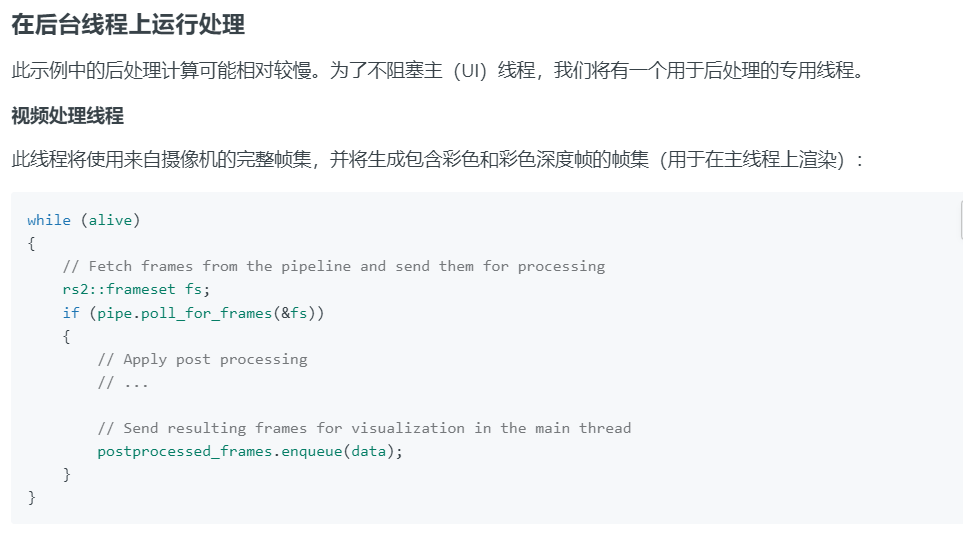 在后台线程上运行处理
此示例中的后处理计算可能相对较慢。为了不阻塞主（UI）线程，我们将有一个用于后处理的专用线程。
视频处理线程
此线程将使用来自摄像机的完整帧集，并将生成包含彩色和彩色深度帧的帧集（用于在主线程上渲染）：
while (alive)
{
    // Fetch frames from the pipeline and send them for processing
    rs2::frameset fs;
    if (pipe.poll_for_frames(&fs))
    {
        // Apply post processing
        // ...

        // Send resulting frames for visualization in the main thread
        postprocessed_frames.enqueue(data);
    }
}